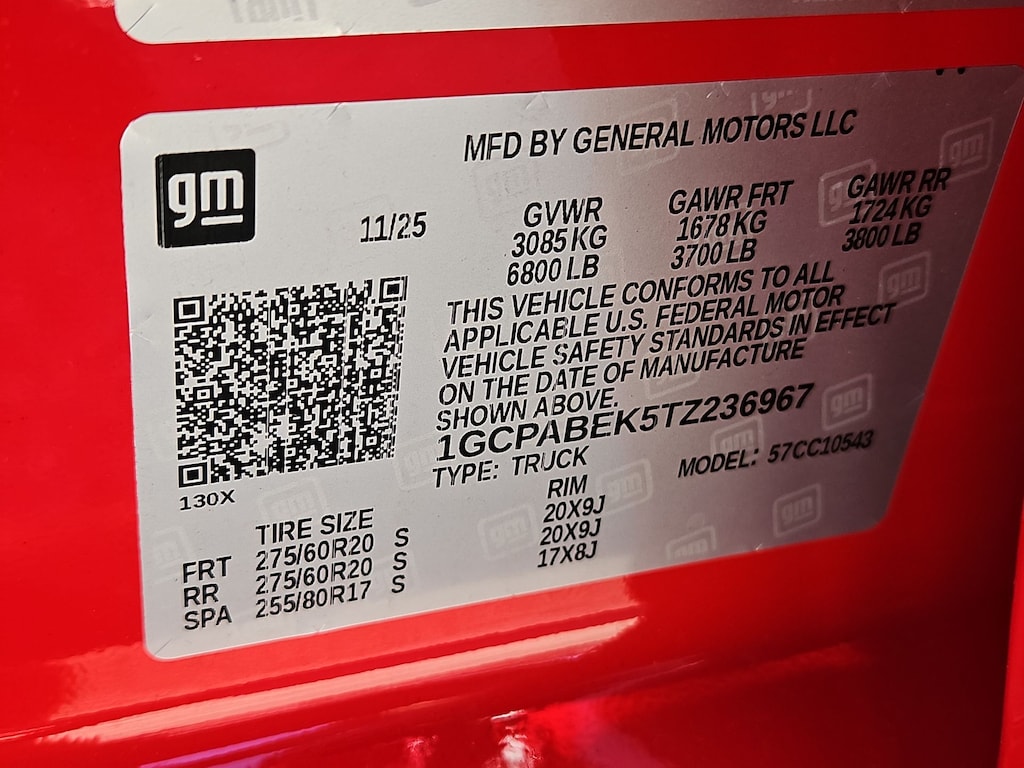 MFD BY GENERAL MOTORS LLC
gm
11/25
GVWR GAWR FRT GAWR RR
3085 KG 1678 KG 1724 KG
6800 LB 3700 LB 3800 LB
THIS VEHICLE CONFORMS TO ALL
APPLICABLE U.S. FEDERAL MOTOR
VEHICLE SAFETY STANDARDS IN EFFECT
ON THE DATE OF MANUFACTURE
SHOWN ABOVE.
1GCPABEK5TZ236967
TYPE: TRUCK MODEL: 57CC10543
130X
TIRE SIZE RIM
FRT 275/60R20 S 20X9J
RR 275/60R20 S 20X9J
SPA 255/80R17 S 17X8J